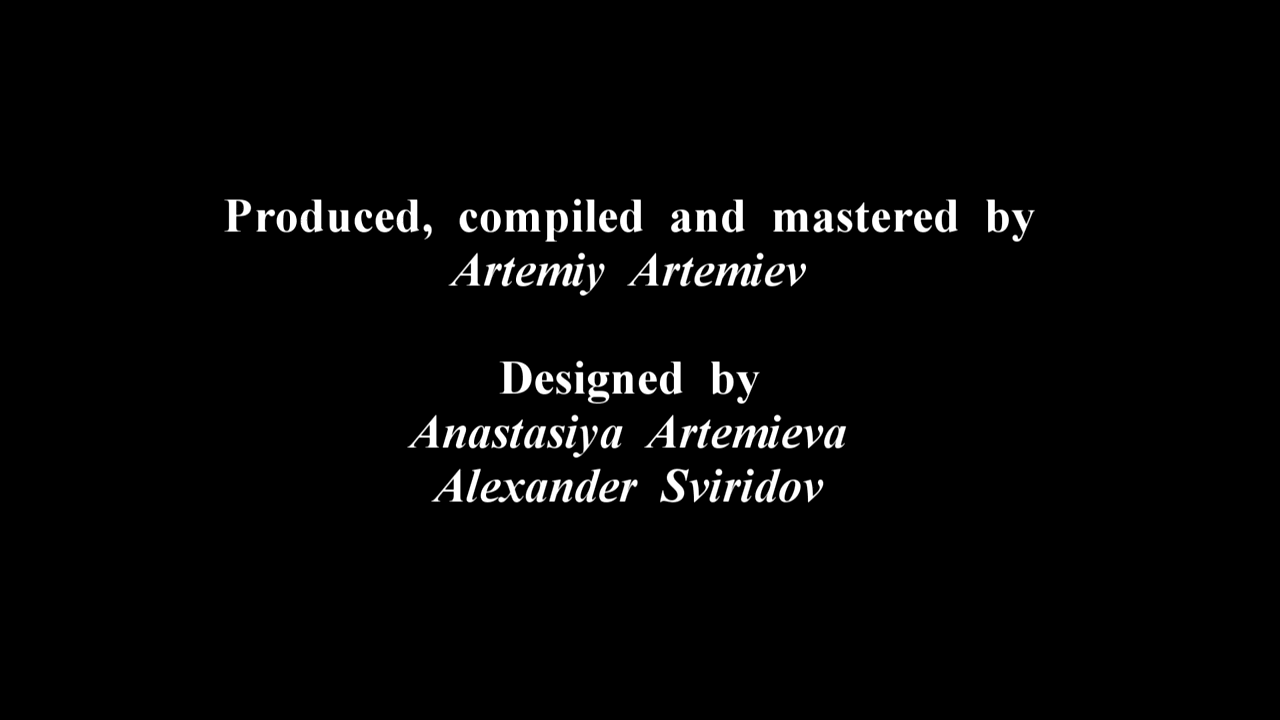 Produced, compiled and mastered by
Artemiy Artemiev
Designed by
Anastasiya Artemieva
Alexander Sviridov